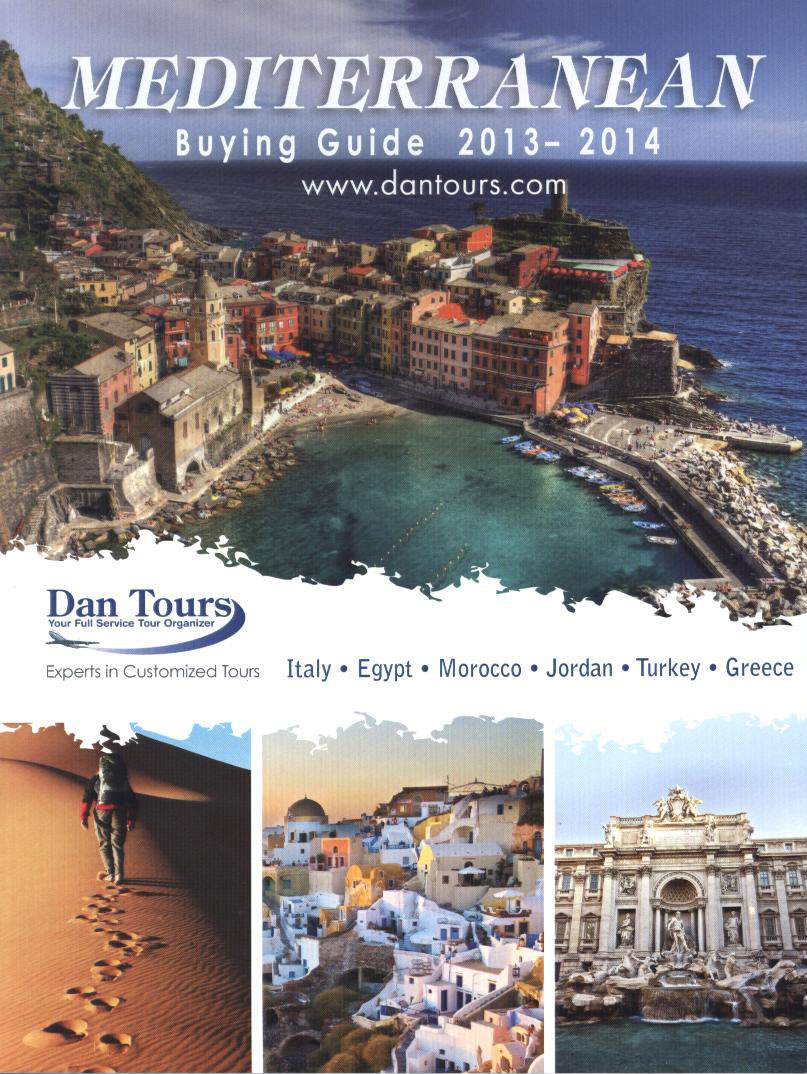 MEDITERRANEAN
Buying Guide 2013– 2014
www.dantours.com
Dan Tours
Your Full Service Tour Organizer
Experts in Customized Tours
Italy • Egypt • Morocco • Jordan • Turkey • Greece